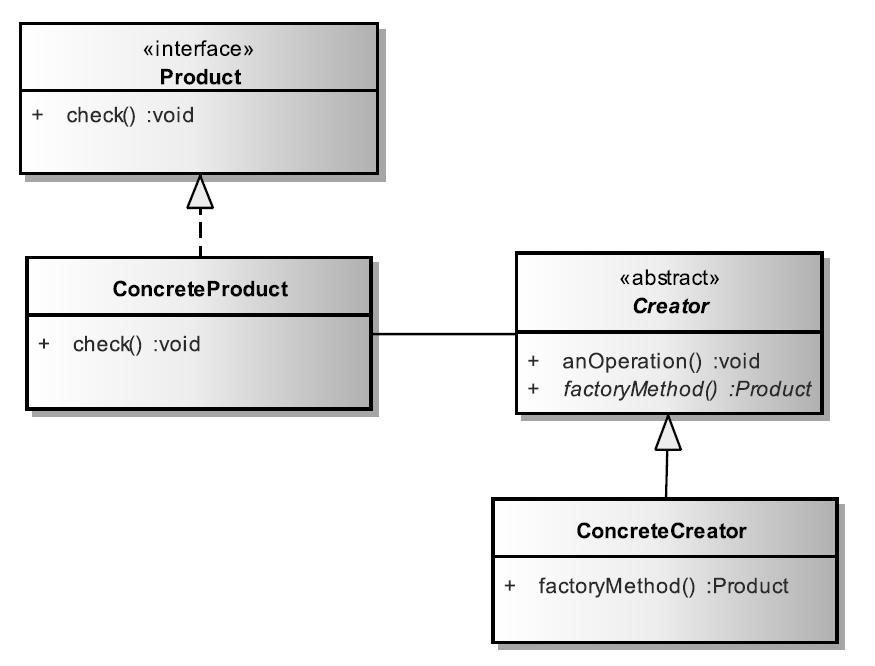 «interface»
Product
+ check() :void
ConcreteProduct
+ check() :void
«abstract»
Creator
+ anOperation() :void
+ factoryMethod() :Product
ConcreteCreator
+ factoryMethod() :Product